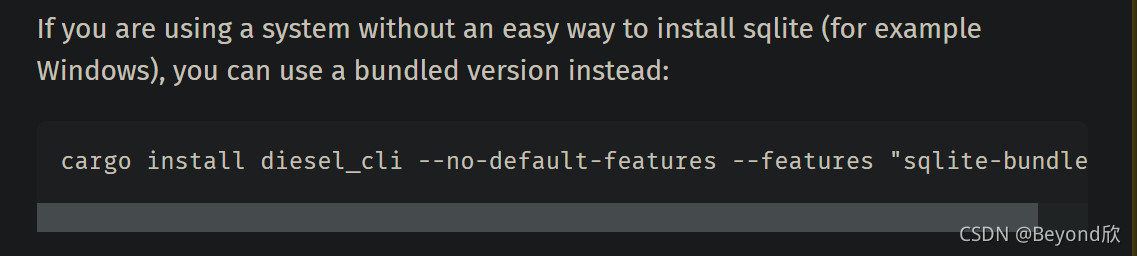 If you are using a system without an easy way to install sqlite (for example
Windows), you can use a bundled version instead:
cargo install diesel_cli --no-default-features --features "sqlite-bundle
CSDN @Beyond欣